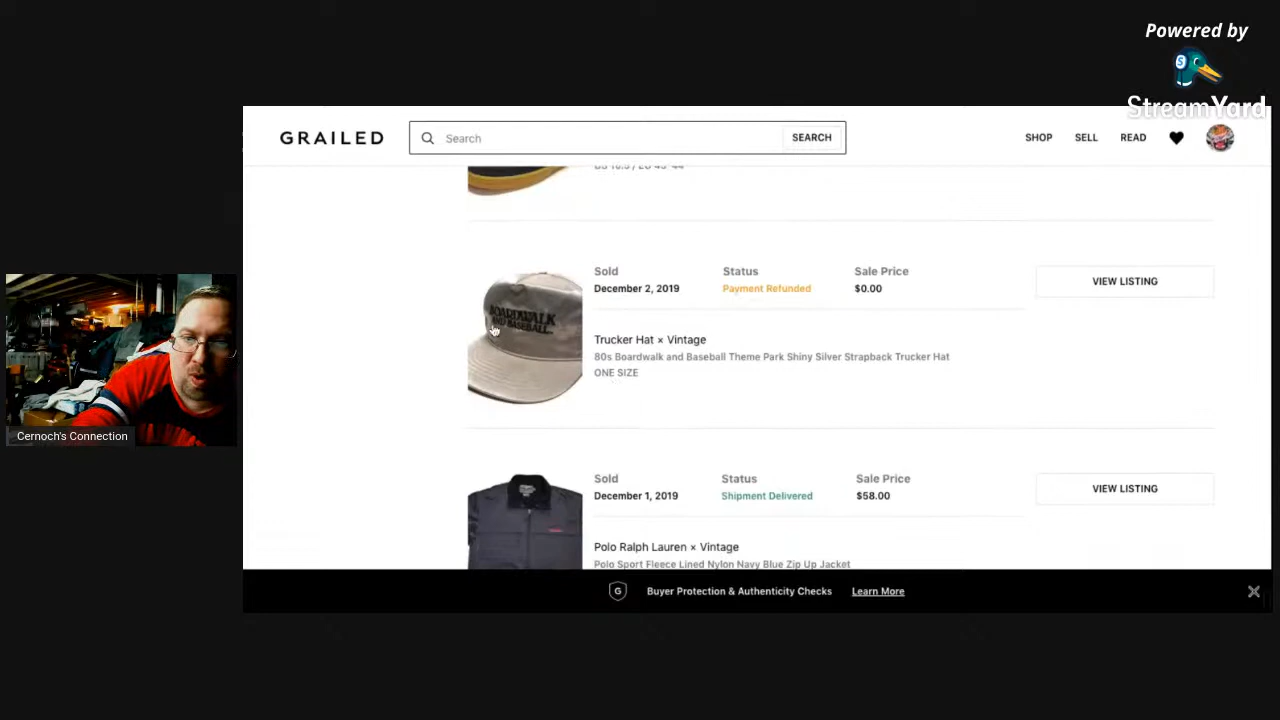 Powered by
StreamYard
GRAILED
Search
SEARCH
SHOP
SELL
READ
Sold
Status
Sale Price
December 2, 2019
Payment Refunded
$0.00
VIEW LISTING
BOARDWALK
AND BASEBALL
Trucker Hat × Vintage
80s Boardwalk and Baseball Theme Park Shiny Silver Strapback Trucker Hat
ONE SIZE
Cernoch's Connection
Sold
Status
Sale Price
December 1, 2019
Shipment Delivered
$58.00
VIEW LISTING
Polo Ralph Lauren × Vintage
Polo Sport Fleece Lined Nylon Navy Blue Zip Up Jacket
G
Buyer Protection & Authenticity Checks
Learn More